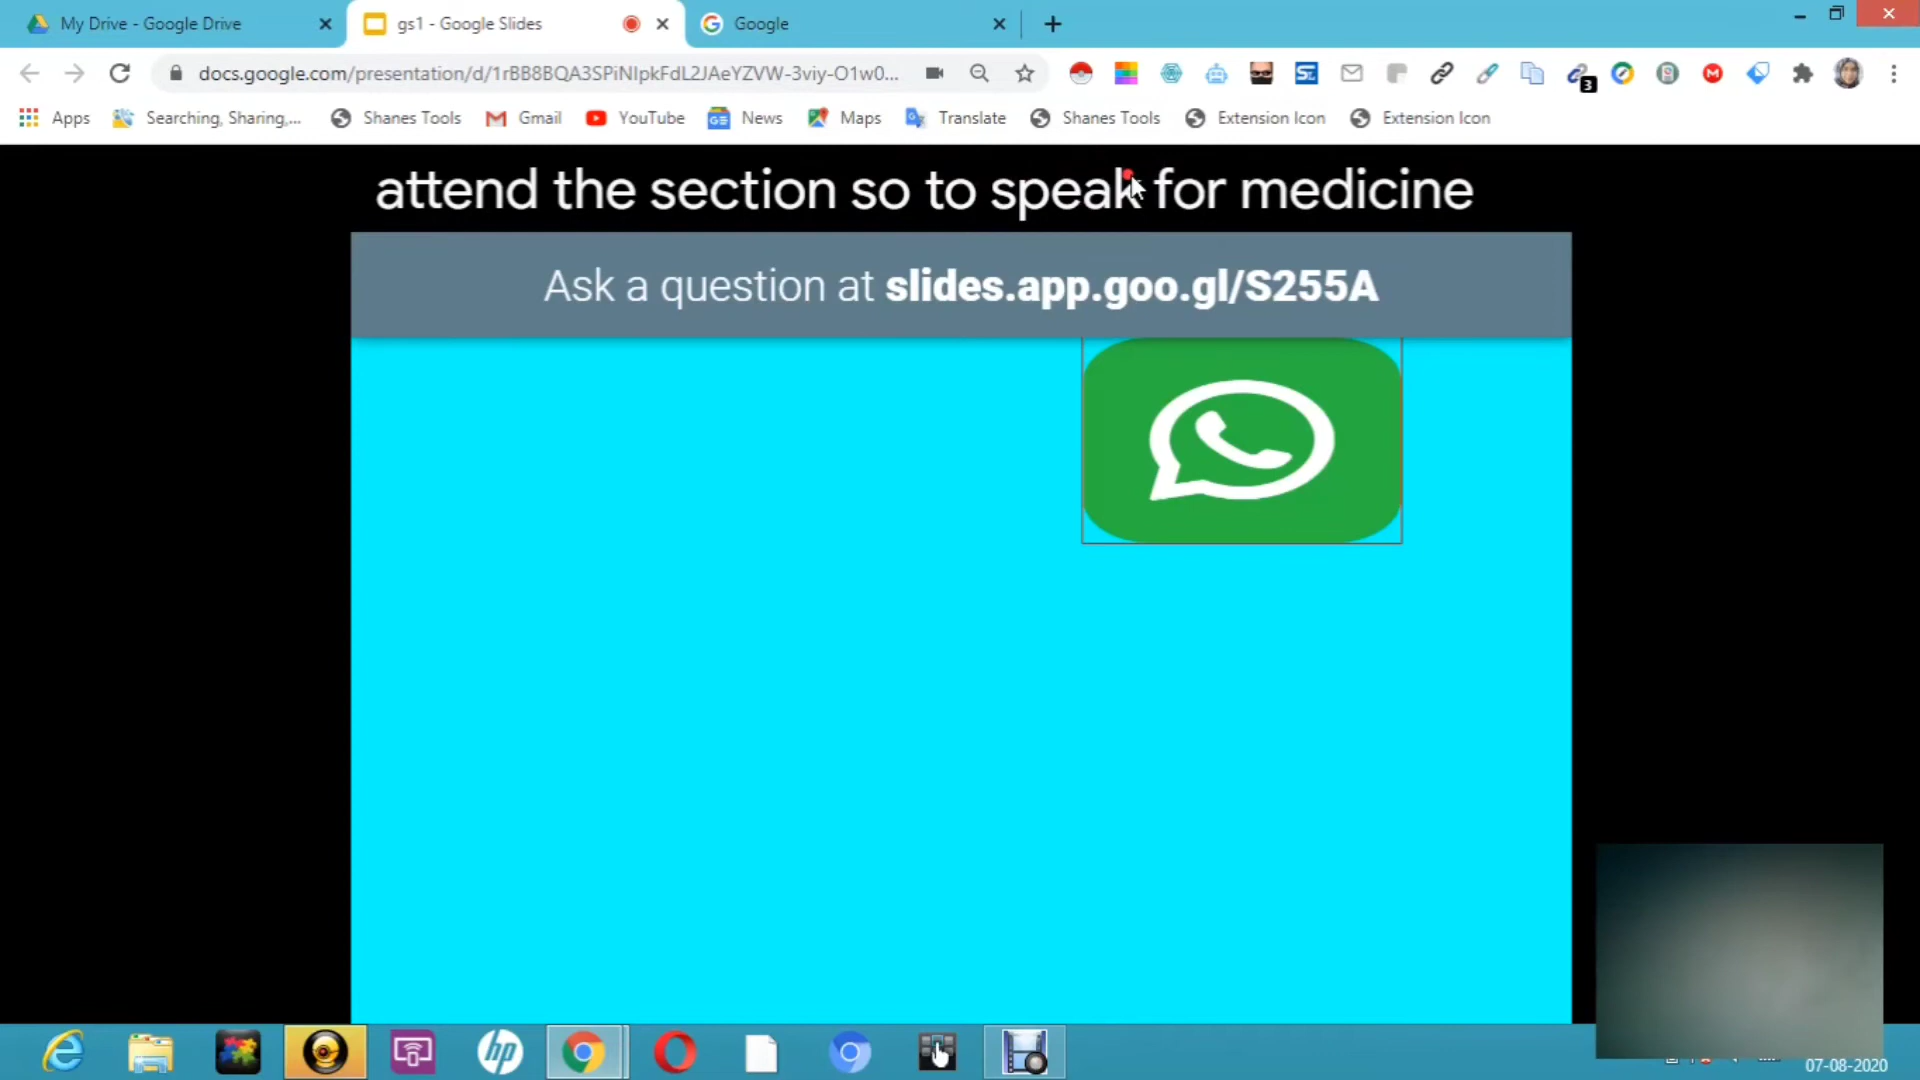 My Drive - Google Drive
gs1 - Google Slides
Google
docs.google.com/presentation/d/1rBB8BQA3SPiNIpkFdL2JAeYZVW-3viy-O1w0...
3
Apps
Searching, Sharing,...
Shanes Tools
Gmail
YouTube
News
Maps
Translate
Shanes Tools
Extension Icon
Extension Icon
attend the section so to speak for medicine
Ask a question at slides.app.goo.gl/S255A
07-08-2020